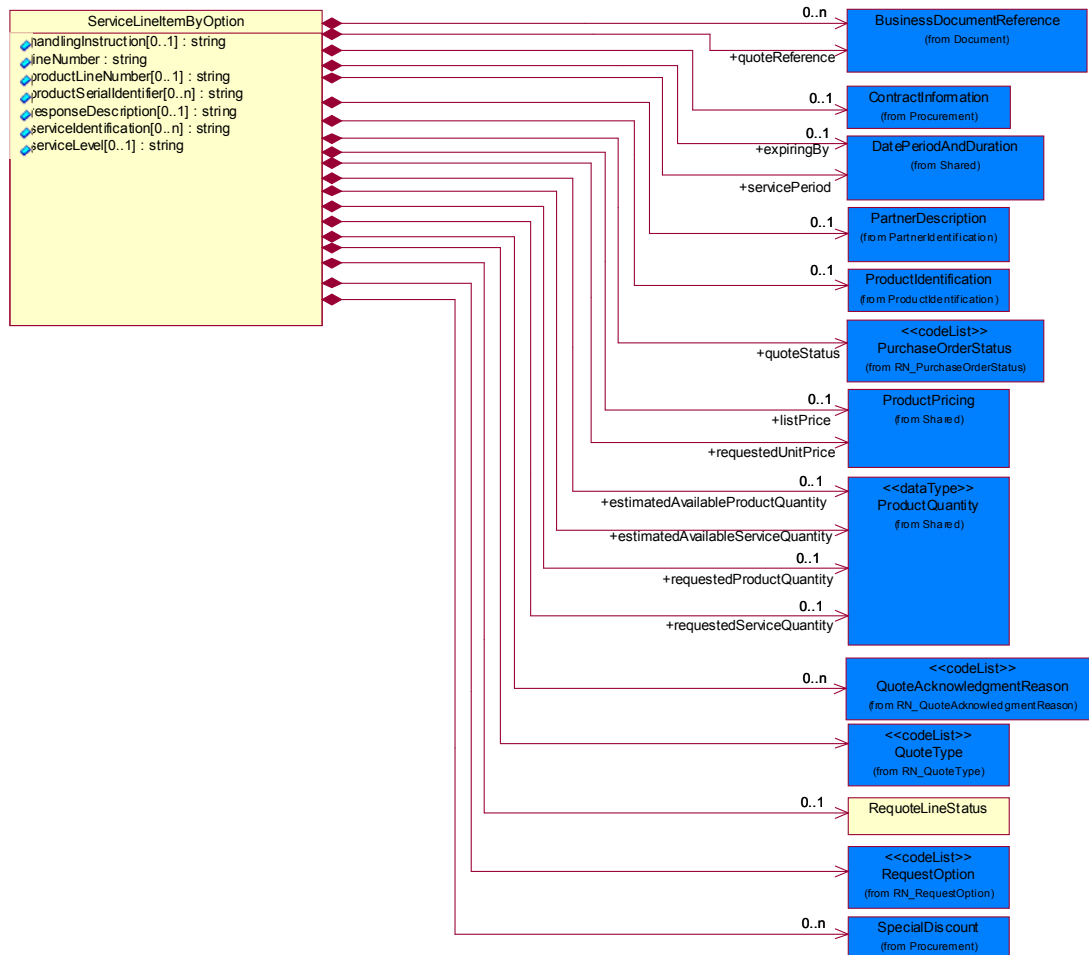 ServiceLineItemByOption
handlingInstruction[0..1] : string
lineNumber : string
productLineNumber[0..1] : string
productSerialIdentifier[0..n] : string
responseDescription[0..1] : string
serviceIdentification[0..n] : string
serviceLevel[0..1] : string
0..n
BusinessDocumentReference
(from Document)
+quoteReference
0..1
ContractInformation
(from Procurement)
0..1
+expiringBy
DatePeriodAndDuration
(from Shared)
+servicePeriod
0..1
PartnerDescription
(from PartnerIdentification)
0..1
ProductIdentification
(from ProductIdentification)
<<codeList>>
PurchaseOrderStatus
(from RN_PurchaseOrderStatus)
+quoteStatus
0..1
+listPrice
ProductPricing
(from Shared)
+requestedUnitPrice
0..1
+estimatedAvailableProductQuantity
<<dataType>>
ProductQuantity
(from Shared)
+estimatedAvailableServiceQuantity
0..1
+requestedProductQuantity
0..1
+requestedServiceQuantity
0..n
<<codeList>>
QuoteAcknowledgmentReason
(from RN_QuoteAcknowledgmentReason)
<<codeList>>
QuoteType
(from RN_QuoteType)
0..1
RequoteLineStatus
<<codeList>>
RequestOption
(from RN_RequestOption)
0..n
SpecialDiscount
(from Procurement)